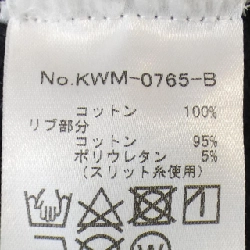 No.KWM-0765-B
コットン 100%
リブ部分
コットン 95%
ポリウレタン 5%
(スリット糸使用)